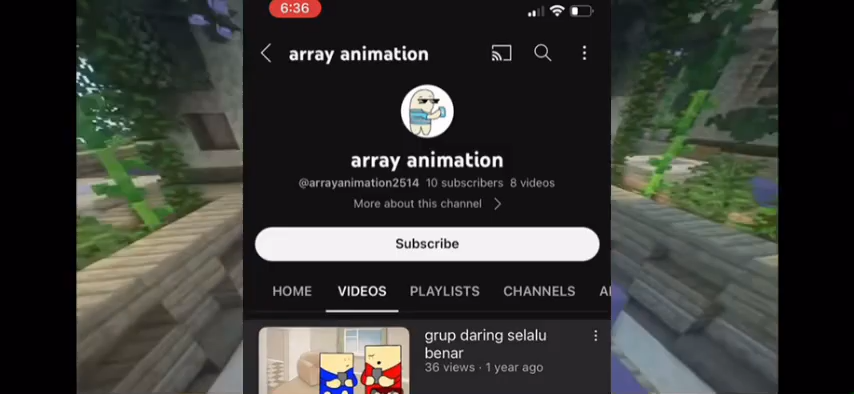 6:36
array animation
array animation
@arrayanimation2514 10 subscribers 8 videos
More about this channel
Subscribe
HOME VIDEOS PLAYLISTS CHANNELS
grup daring selalu
benar
36 views · 1 year ago